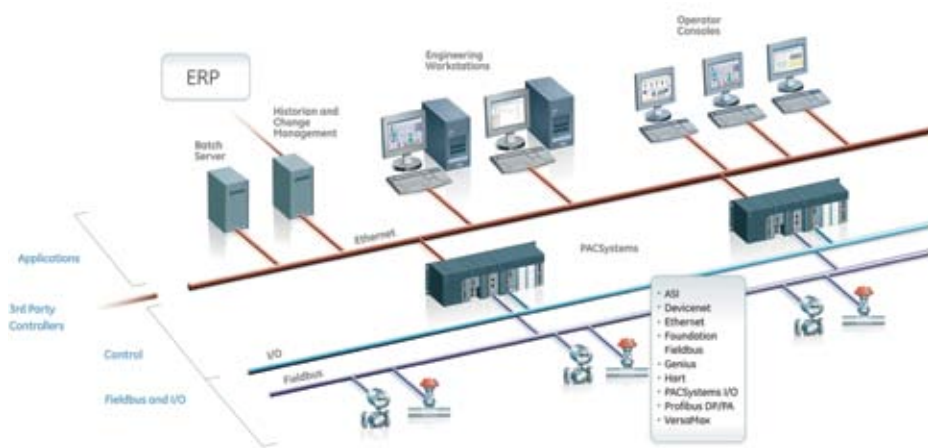 ERP
Operator
Consoles
Engineering
Workstations
Historian and
Change
Management
Batch
Server
Ethernet
PACSystems
Applications
3rd Party
Controllers
Control
Fieldbus and I/O
I/O
Fieldbus
• ASI
• Devicenet
• Ethernet
• Foundation
Fieldbus
• Genius
• Hart
• PACSystems I/O
• Profibus DP/PA
• VersaMax